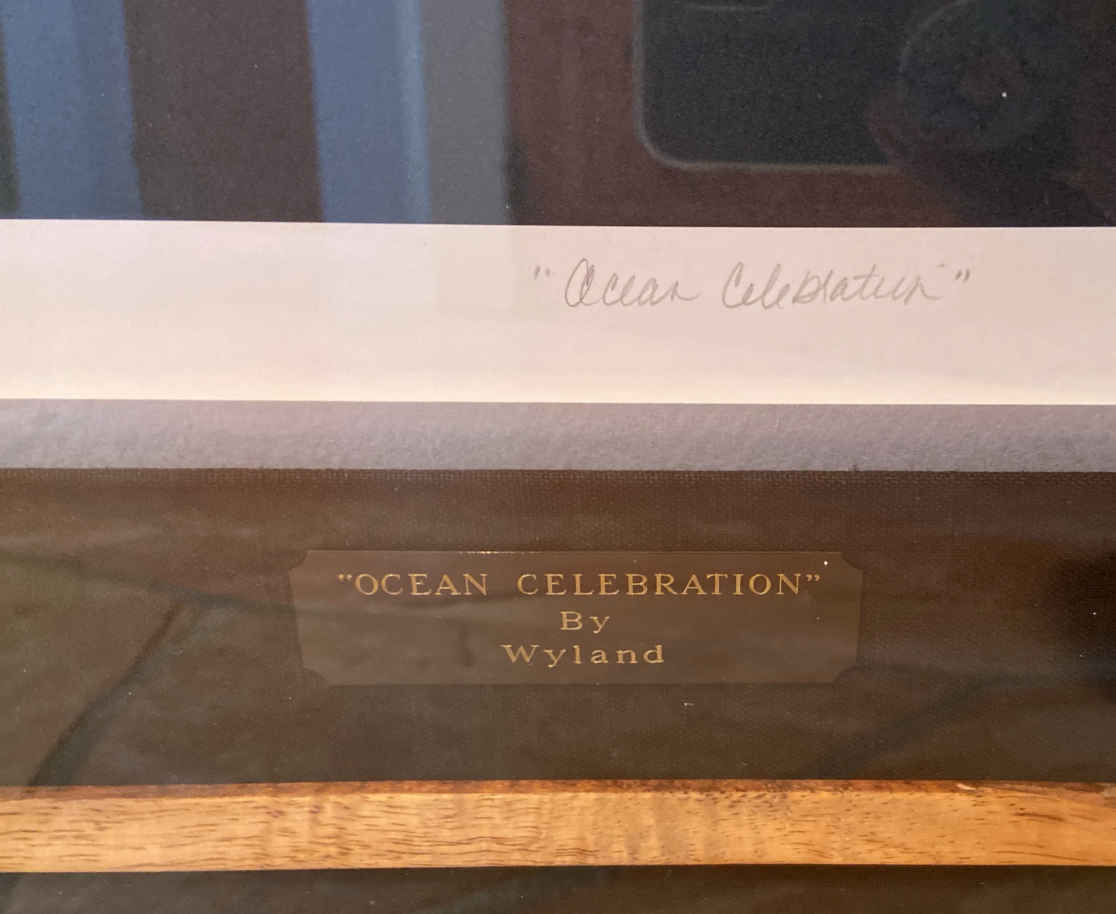 "Ocean Celebration"
"OCEAN CELEBRATION"
By
Wyland